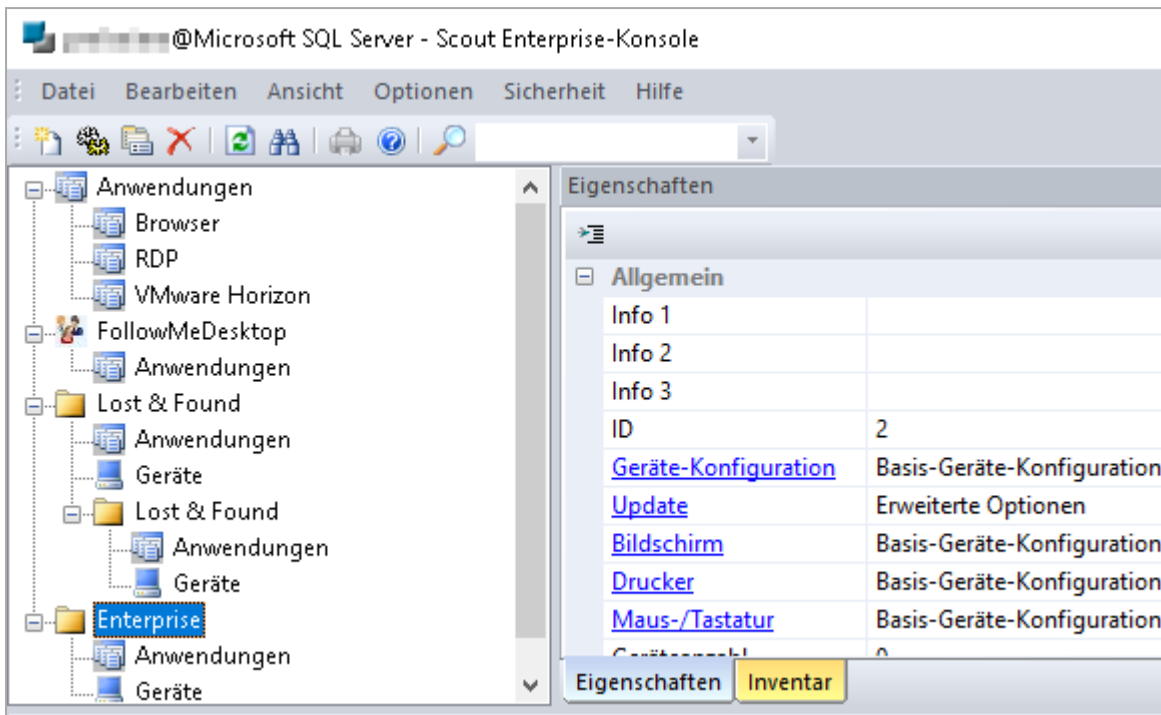 @Microsoft SQL Server - Scout Enterprise-Konsole
Datei Bearbeiten Ansicht Optionen Sicherheit Hilfe
Anwendungen
Browser
RDP
VMware Horizon
FollowMeDesktop
Anwendungen
Lost & Found
Anwendungen
Geräte
Lost & Found
Anwendungen
Geräte
Enterprise
Anwendungen
Geräte
Eigenschaften
Allgemein
Info 1
Info 2
Info 3
ID 2
Geräte-Konfiguration Basis-Geräte-Konfiguration
Update Erweiterte Optionen
Bildschirm Basis-Geräte-Konfiguration
Drucker Basis-Geräte-Konfiguration
Maus-/Tastatur Basis-Geräte-Konfiguration
Eigenschaften Inventar